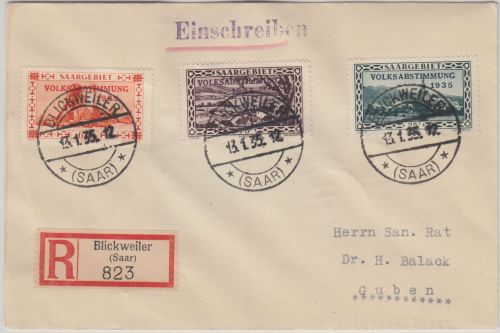 Einschreiben
SAARGEBIET
VOLKSABSTIMMUNG
BLICKWEILER
13.1.35. 12
(SAAR)
SAARGEBIET
VOLKSABSTIMMUNG
BLICKWEILER
13.1.35. 12
(SAAR)
SAARGEBIET
VOLKSABSTIMMUNG
1935
BLICKWEILER
13.1.35. 12
(SAAR)
R
Blickweiler
(Saar)
823
Herrn San. Rat
Dr. H. Balack
Guben